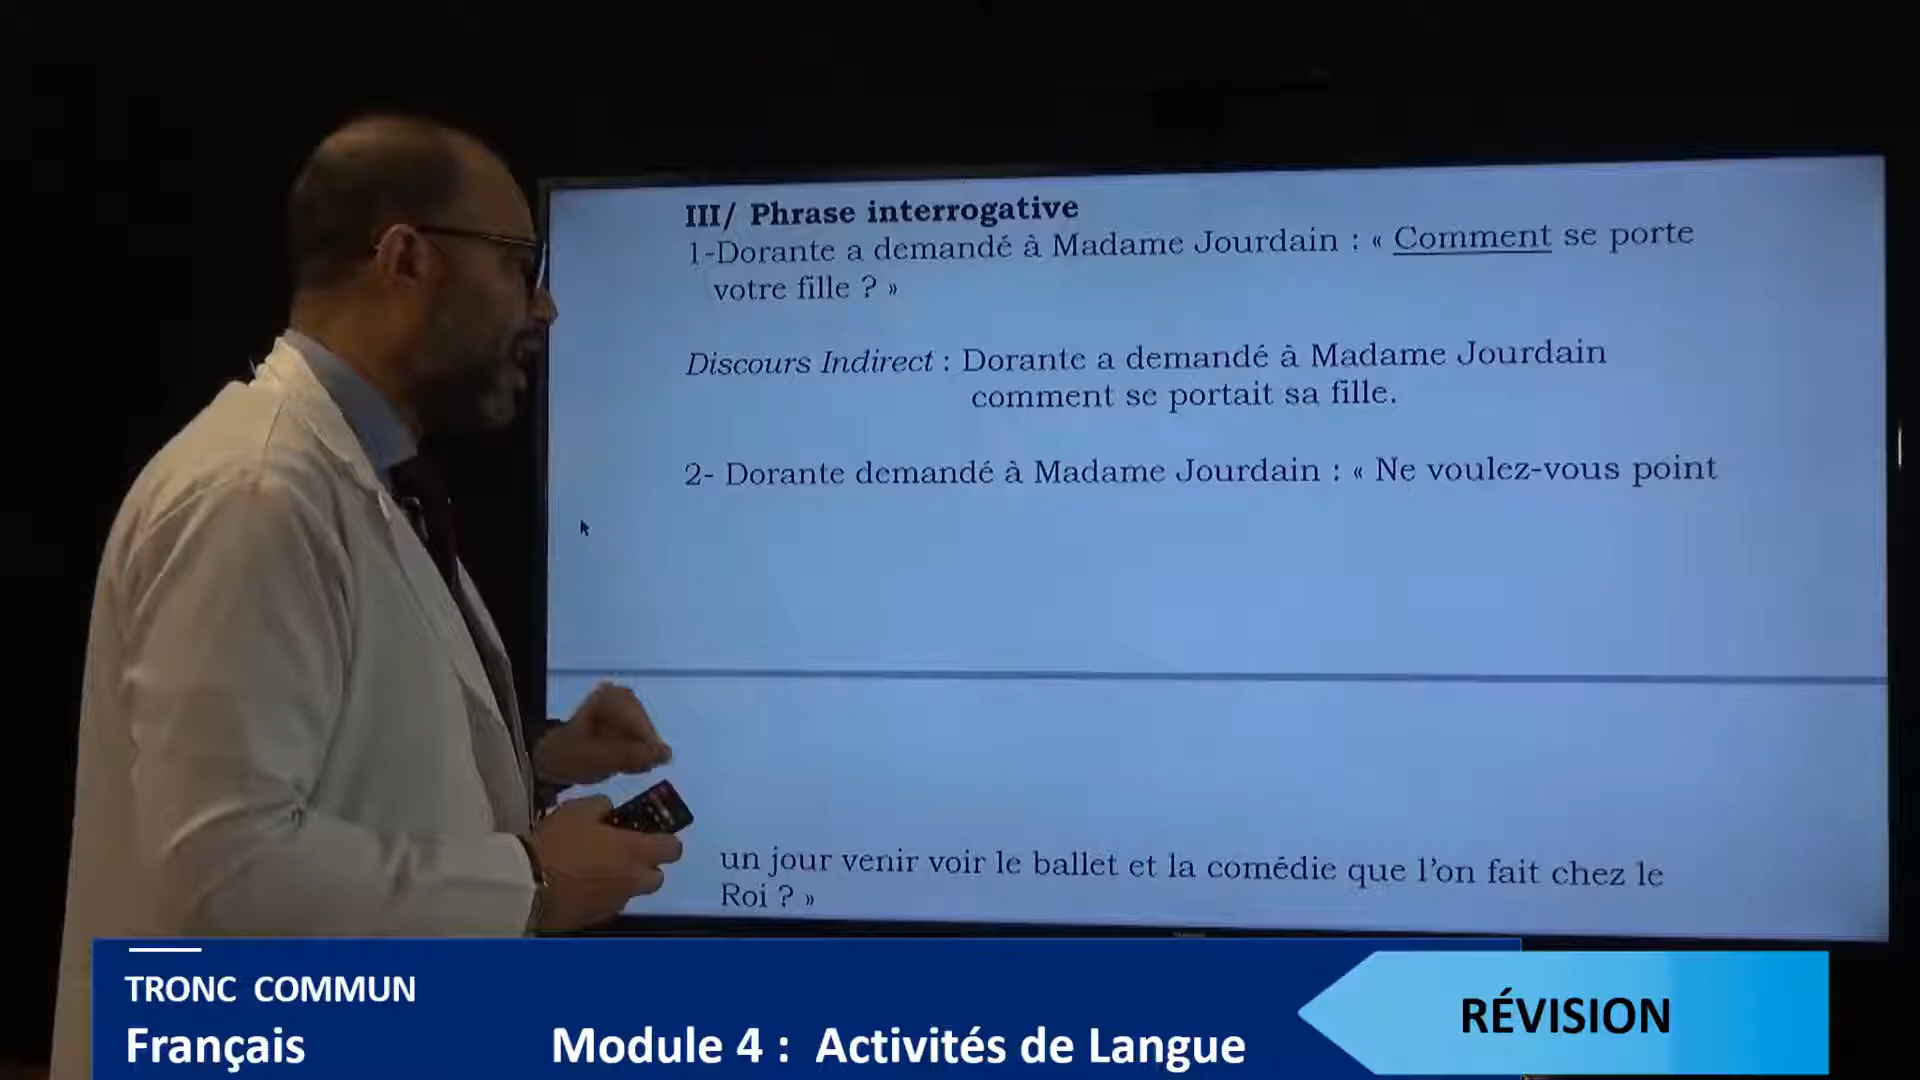 III/ Phrase interrogative
1-Dorante a demandé à Madame Jourdain : « Comment se porte
votre fille ? »
Discours Indirect : Dorante a demandé à Madame Jourdain
comment se portait sa fille.
2- Dorante demandé à Madame Jourdain : « Ne voulez-vous point
un jour venir voir le ballet et la comédie que l’on fait chez le
Roi ? »
TRONC COMMUN
Français
Module 4 : Activités de Langue
RÉVISION